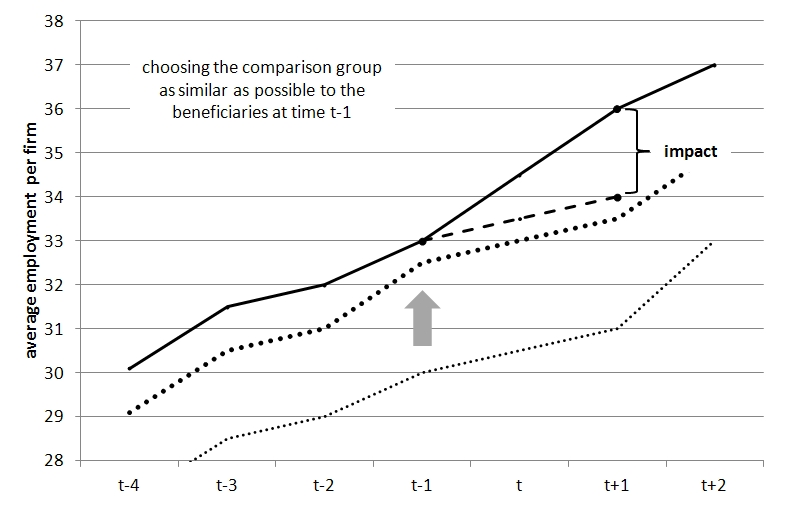 38
37
36
35
34
33
32
31
30
29
28
average employment per firm
choosing the comparison group
as similar as possible to the
beneficiaries at time t-1
impact
t-4
t-3
t-2
t-1
t
t+1
t+2